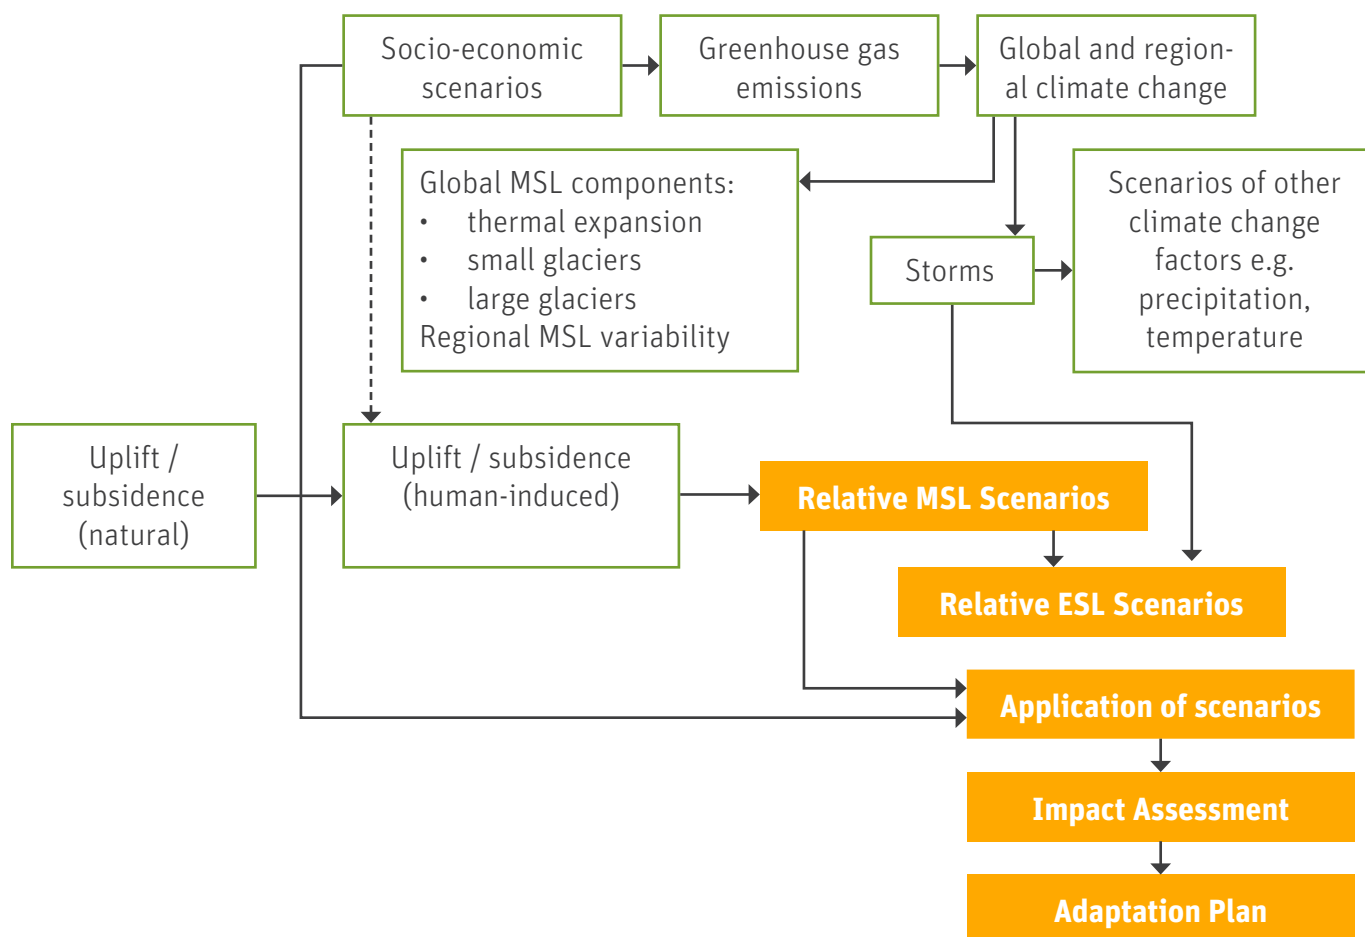 Socio-economic
scenarios
Greenhouse gas
emissions
Global and region-
al climate change
Global MSL components:
• thermal expansion
• small glaciers
• large glaciers
Regional MSL variability
Storms
Scenarios of other
climate change
factors e.g.
precipitation,
temperature
Uplift /
subsidence
(natural)
Uplift / subsidence
(human-induced)
Relative MSL Scenarios
Relative ESL Scenarios
Application of scenarios
Impact Assessment
Adaptation Plan